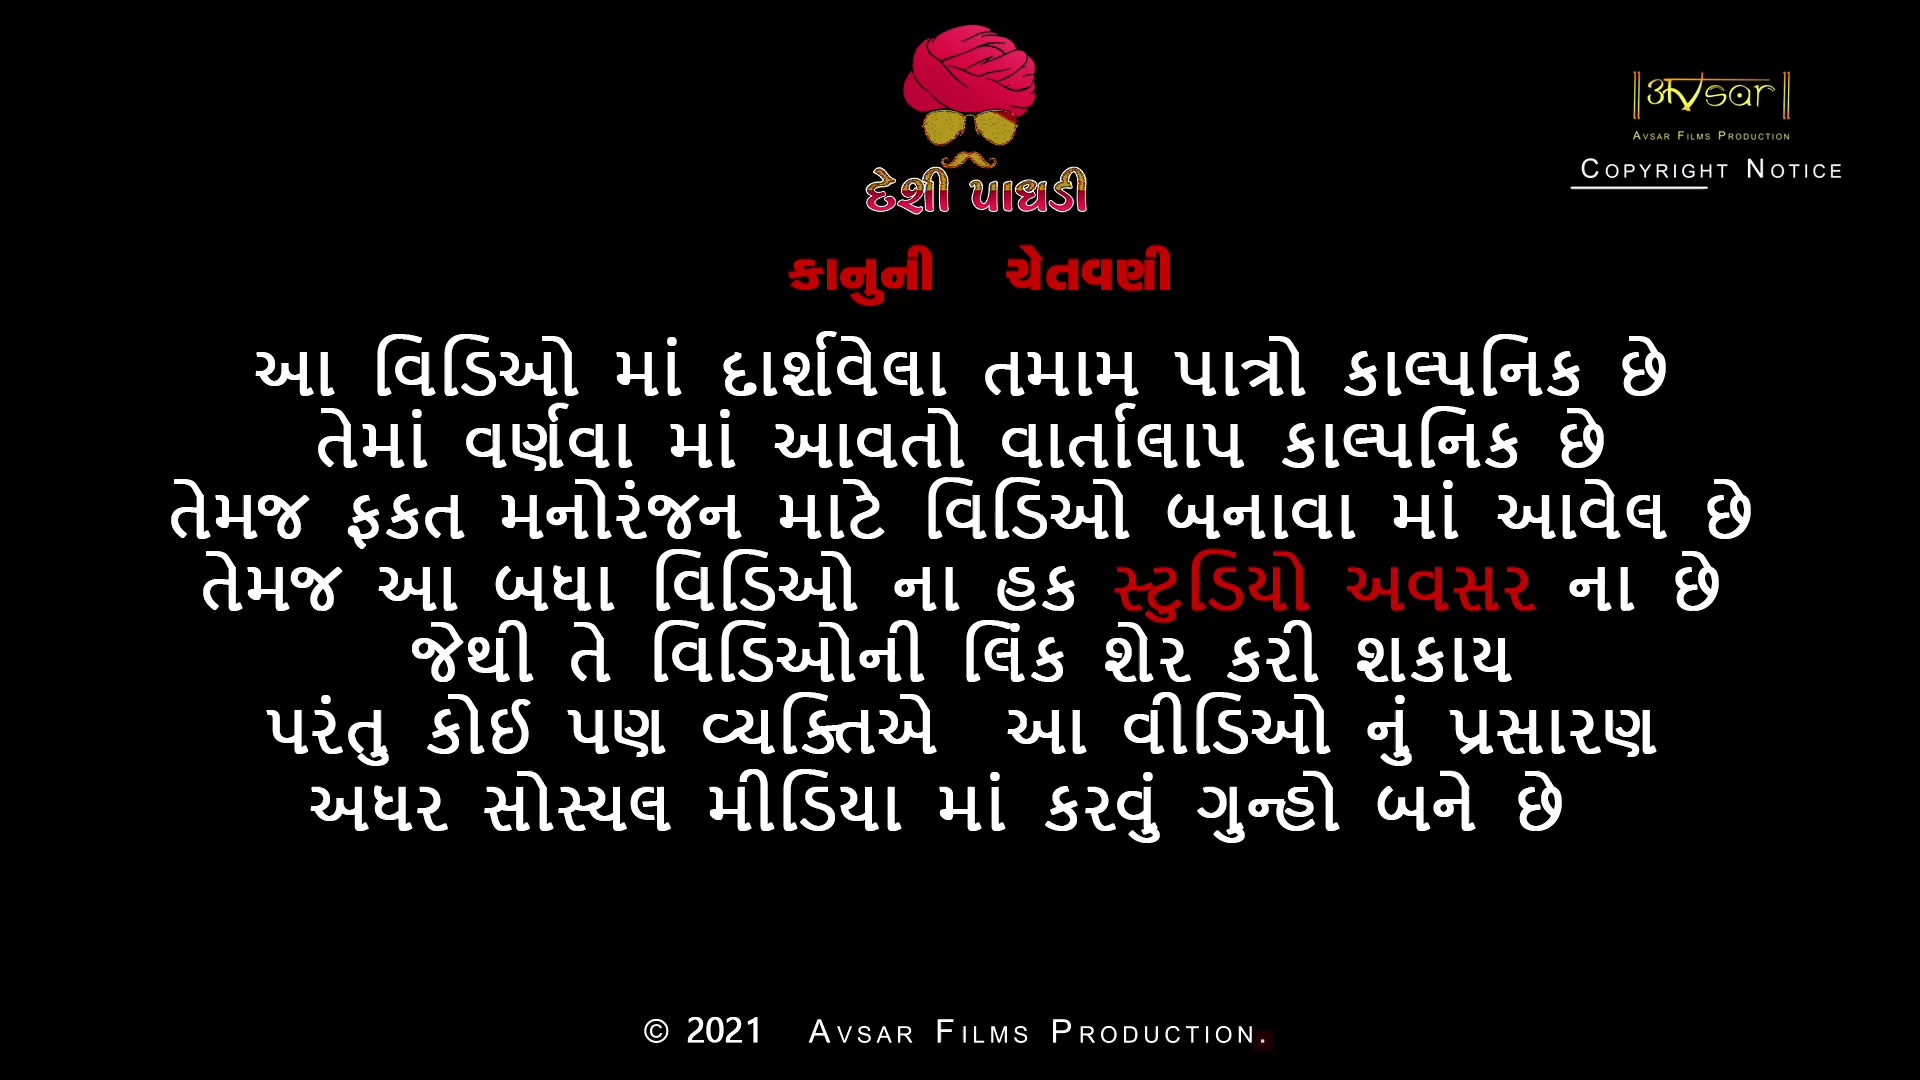 ||अवsar||
AVSAR FILMS PRODUCTION
COPYRIGHT NOTICE
દેશી પાઘડી
કાનુની ચેતવણી
આ વિડિઓ માં દાર્શવેલા તમામ પાત્રો કાલ્પનિક છે
તેમાં વર્ણવા માં આવતો વાર્તાલાપ કાલ્પનિક છે
તેમજ ફકત મનોરંજન માટે વિડિઓ બનાવા માં આવેલ છે
તેમજ આ બધા વિડિઓ ના હક સ્ટુડિયો અવસર ના છે
જેથી તે વિડિઓની લિંક શેર કરી શકાય
પરંતુ કોઈ પણ વ્યક્તિએ આ વીડિઓ નું પ્રસારણ
અધર સોસ્યલ મીડિયા માં કરવું ગુન્હો બને છે
© 2021 AVSAR FILMS PRODUCTION.